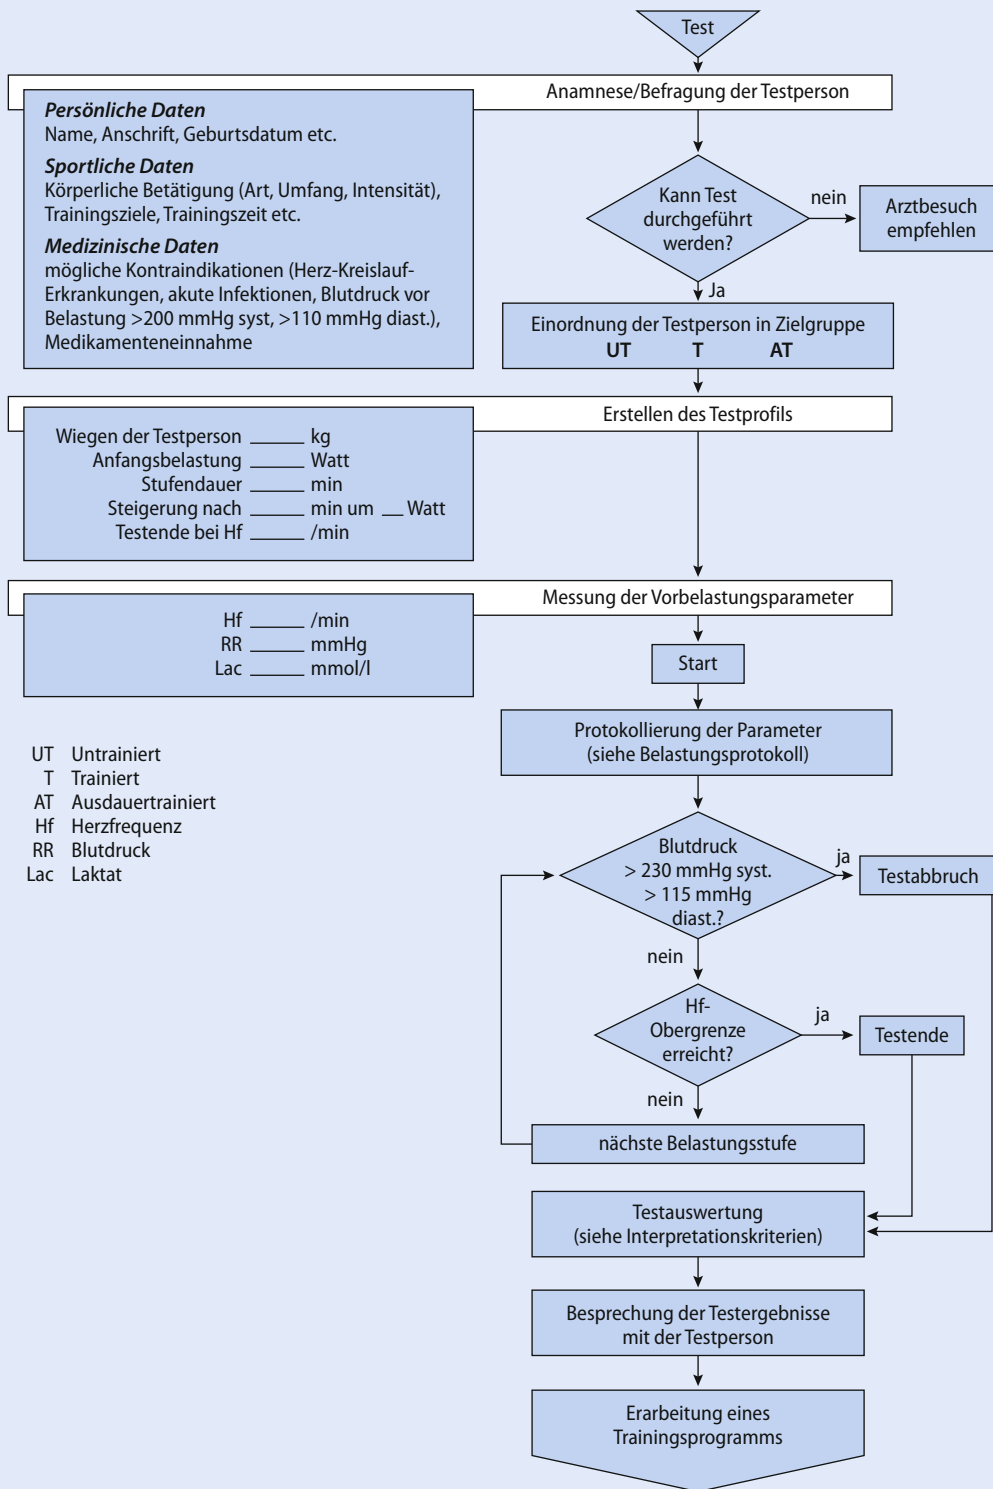 Test
Anamnese/Befragung der Testperson
Persönliche Daten
Name, Anschrift, Geburtsdatum etc.
Sportliche Daten
Körperliche Betätigung (Art, Umfang, Intensität),
Trainingsziele, Trainingszeit etc.
Medizinische Daten
mögliche Kontraindikationen (Herz-Kreislauf-
Erkrankungen, akute Infektionen, Blutdruck vor
Belastung >200 mmHg syst, >110 mmHg diast.),
Medikamenteneinnahme
Kann Test
durchgeführt
werden?
nein
Arztbesuch
empfehlen
Ja
Einordnung der Testperson in Zielgruppe
UT T AT
Erstellen des Testprofils
Wiegen der Testperson ______ kg
Anfangsbelastung ______ Watt
Stufendauer ______ min
Steigerung nach ______ min um __ Watt
Testende bei Hf ______ /min
Messung der Vorbelastungsparameter
Hf ______ /min
RR ______ mmHg
Lac ______ mmol/l
Start
Protokollierung der Parameter
(siehe Belastungsprotokoll)
UT Untrainiert
T Trainiert
AT Ausdauertrainiert
Hf Herzfrequenz
RR Blutdruck
Lac Laktat
Blutdruck
> 230 mmHg syst.
> 115 mmHg
diast.?
ja
Testabbruch
nein
Hf-
Obergrenze
erreicht?
ja
Testende
nein
nächste Belastungsstufe
Testauswertung
(siehe Interpretationskriterien)
Besprechung der Testergebnisse
mit der Testperson
Erarbeitung eines
Trainingsprogramms